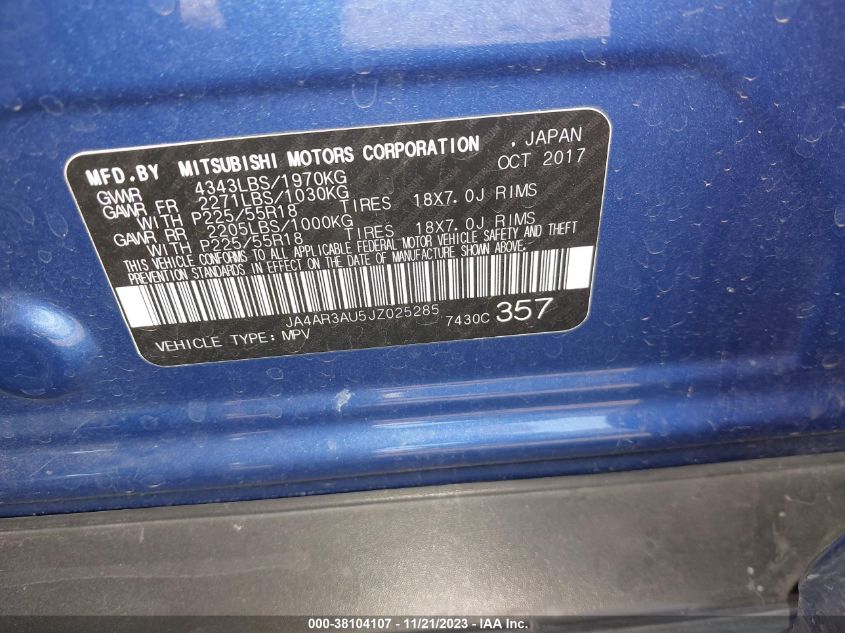 MFD.BY MITSUBISHI MOTORS CORPORATION , JAPAN
OCT 2017
GVWR 4343LBS/1970KG
GAWR FR 2271LBS/1030KG
WITH P225/55R18 TIRES 18X7.0J RIMS
GAWR RR 2205LBS/1000KG
WITH P225/55R18 TIRES 18X7.0J RIMS
THIS VEHICLE CONFORMS TO ALL APPLICABLE FEDERAL MOTOR VEHICLE SAFETY AND THEFT
PREVENTION STANDARDS IN EFFECT ON THE DATE OF MANUFACTURE SHOWN ABOVE.
JA4AR3AU5JZ025285 7430C 357
VEHICLE TYPE: MPV
000-38104107 - 11/21/2023 - IAA Inc.